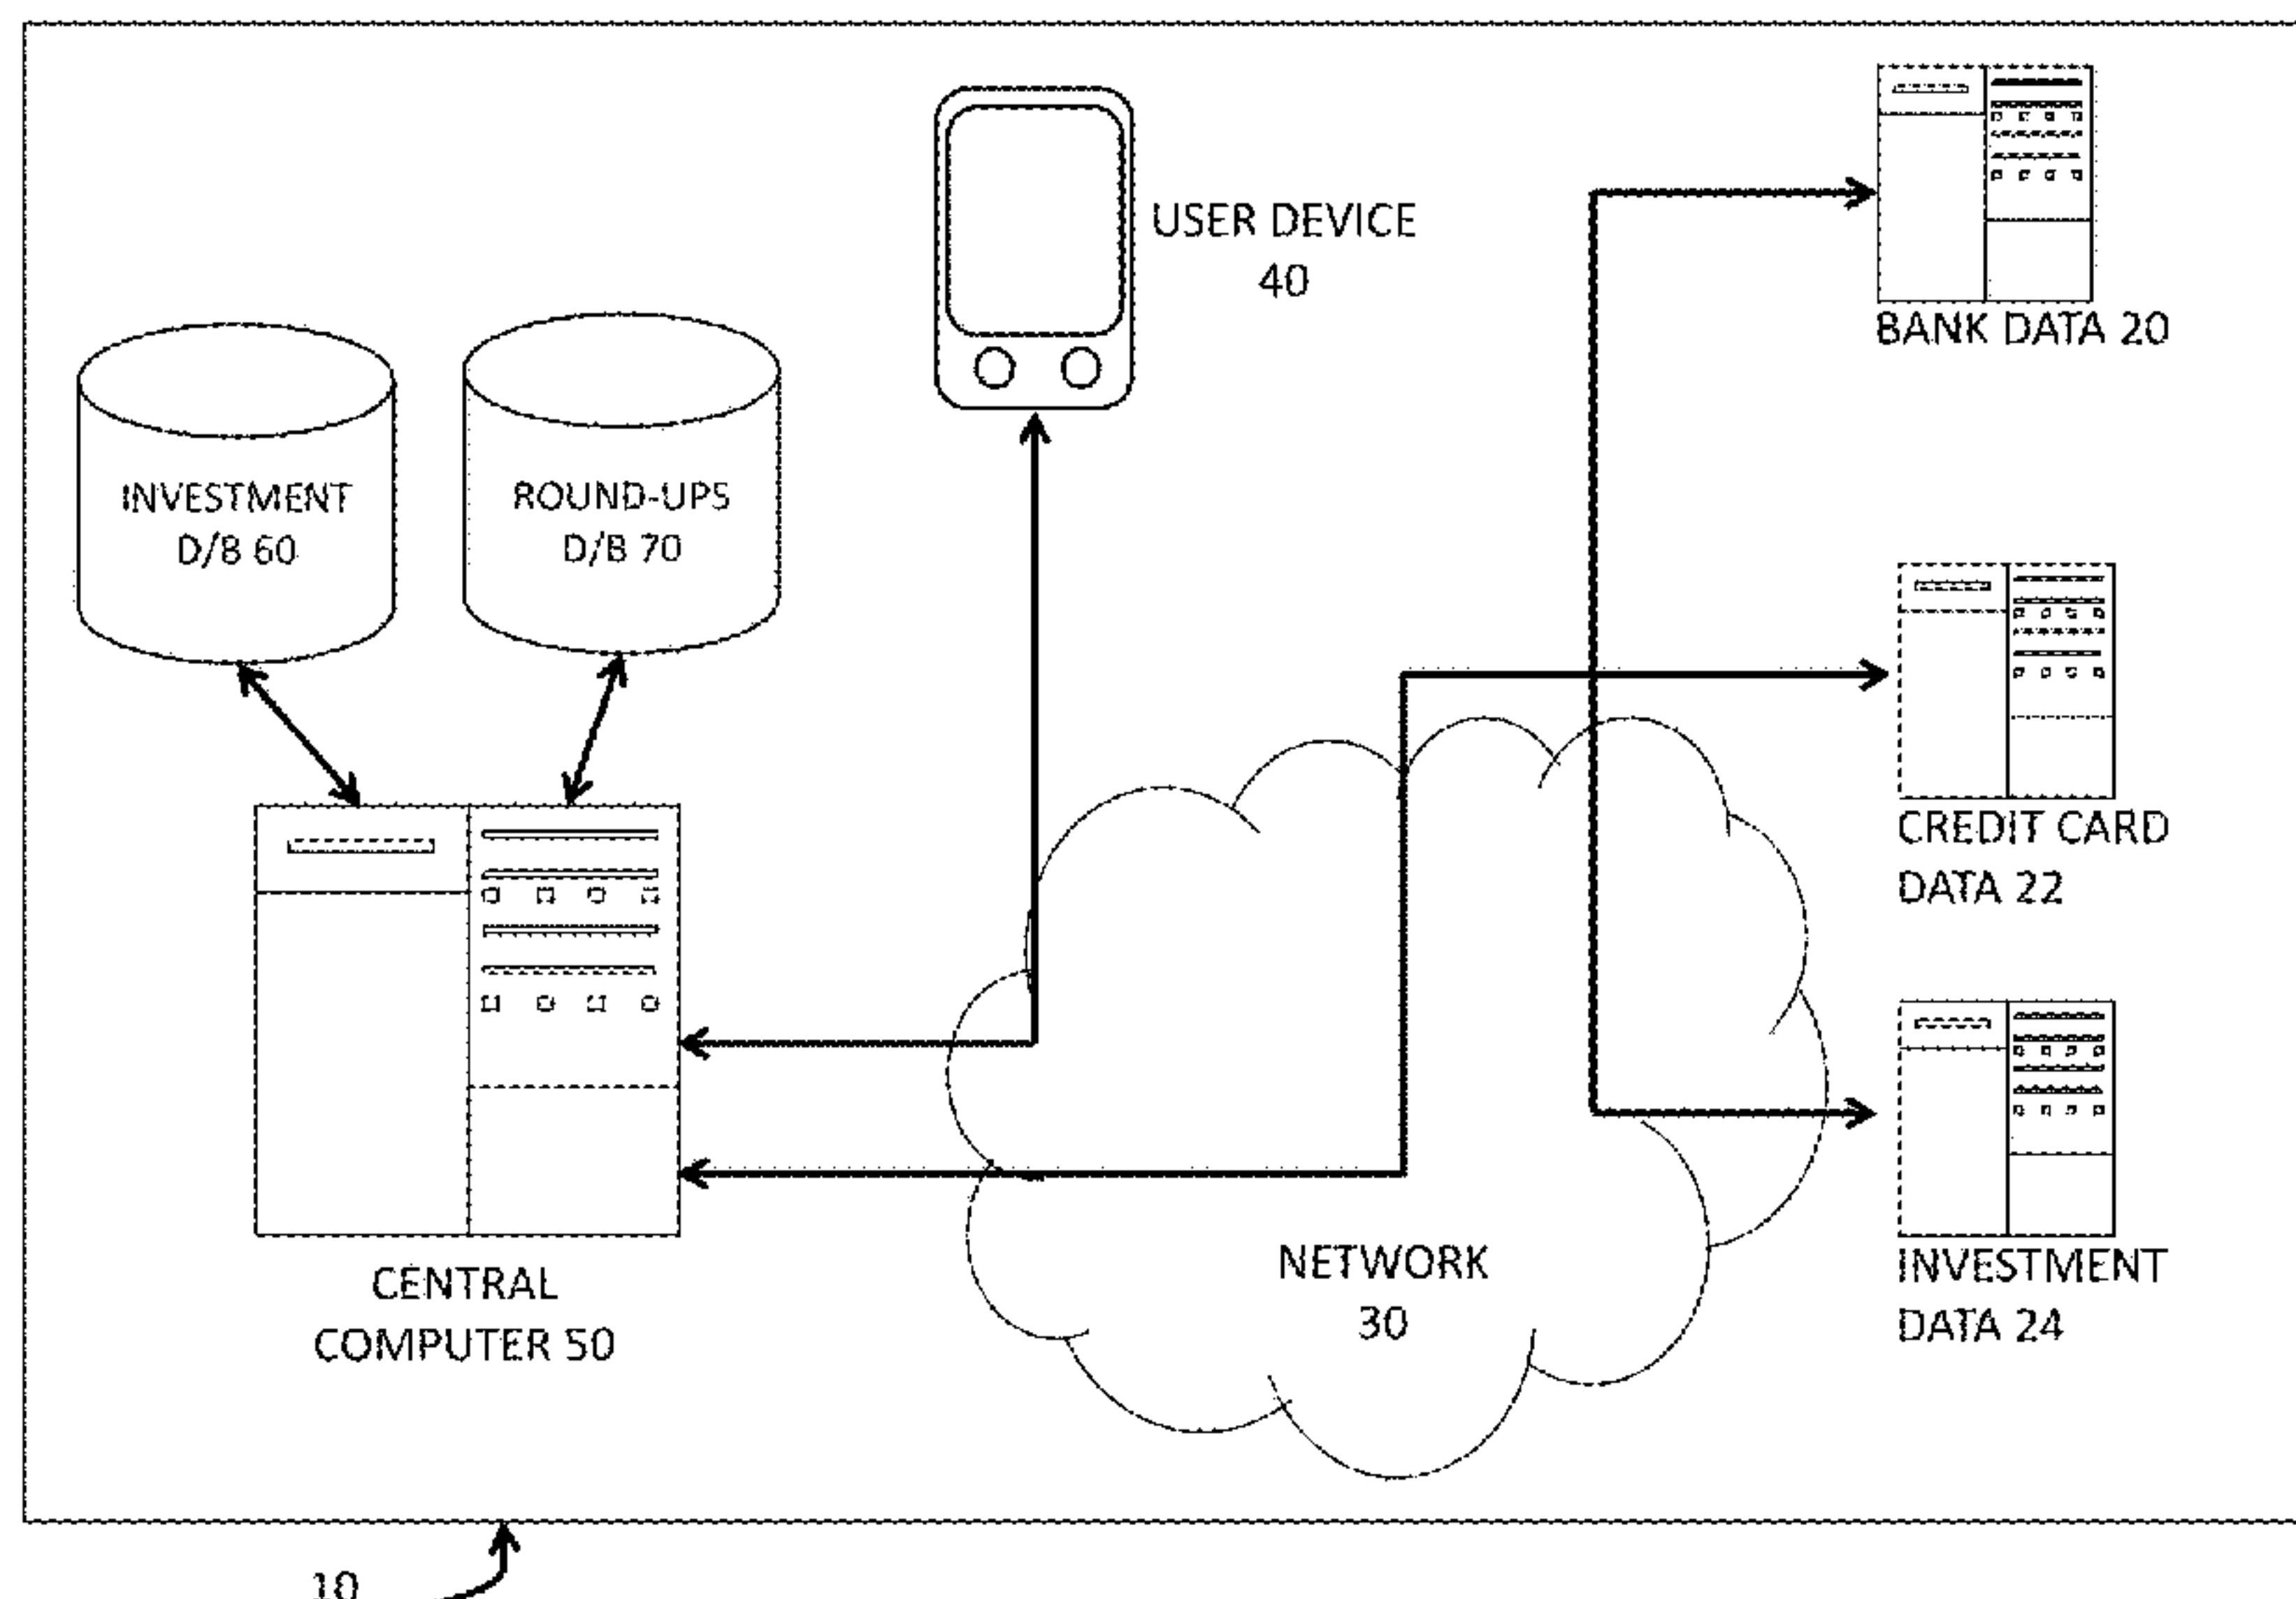 USER DEVICE
40
BANK DATA 20
INVESTMENT
D/B 60
ROUND-UPS
D/B 70
CREDIT CARD
DATA 22
INVESTMENT
DATA 24
CENTRAL
COMPUTER 50
NETWORK
30
10